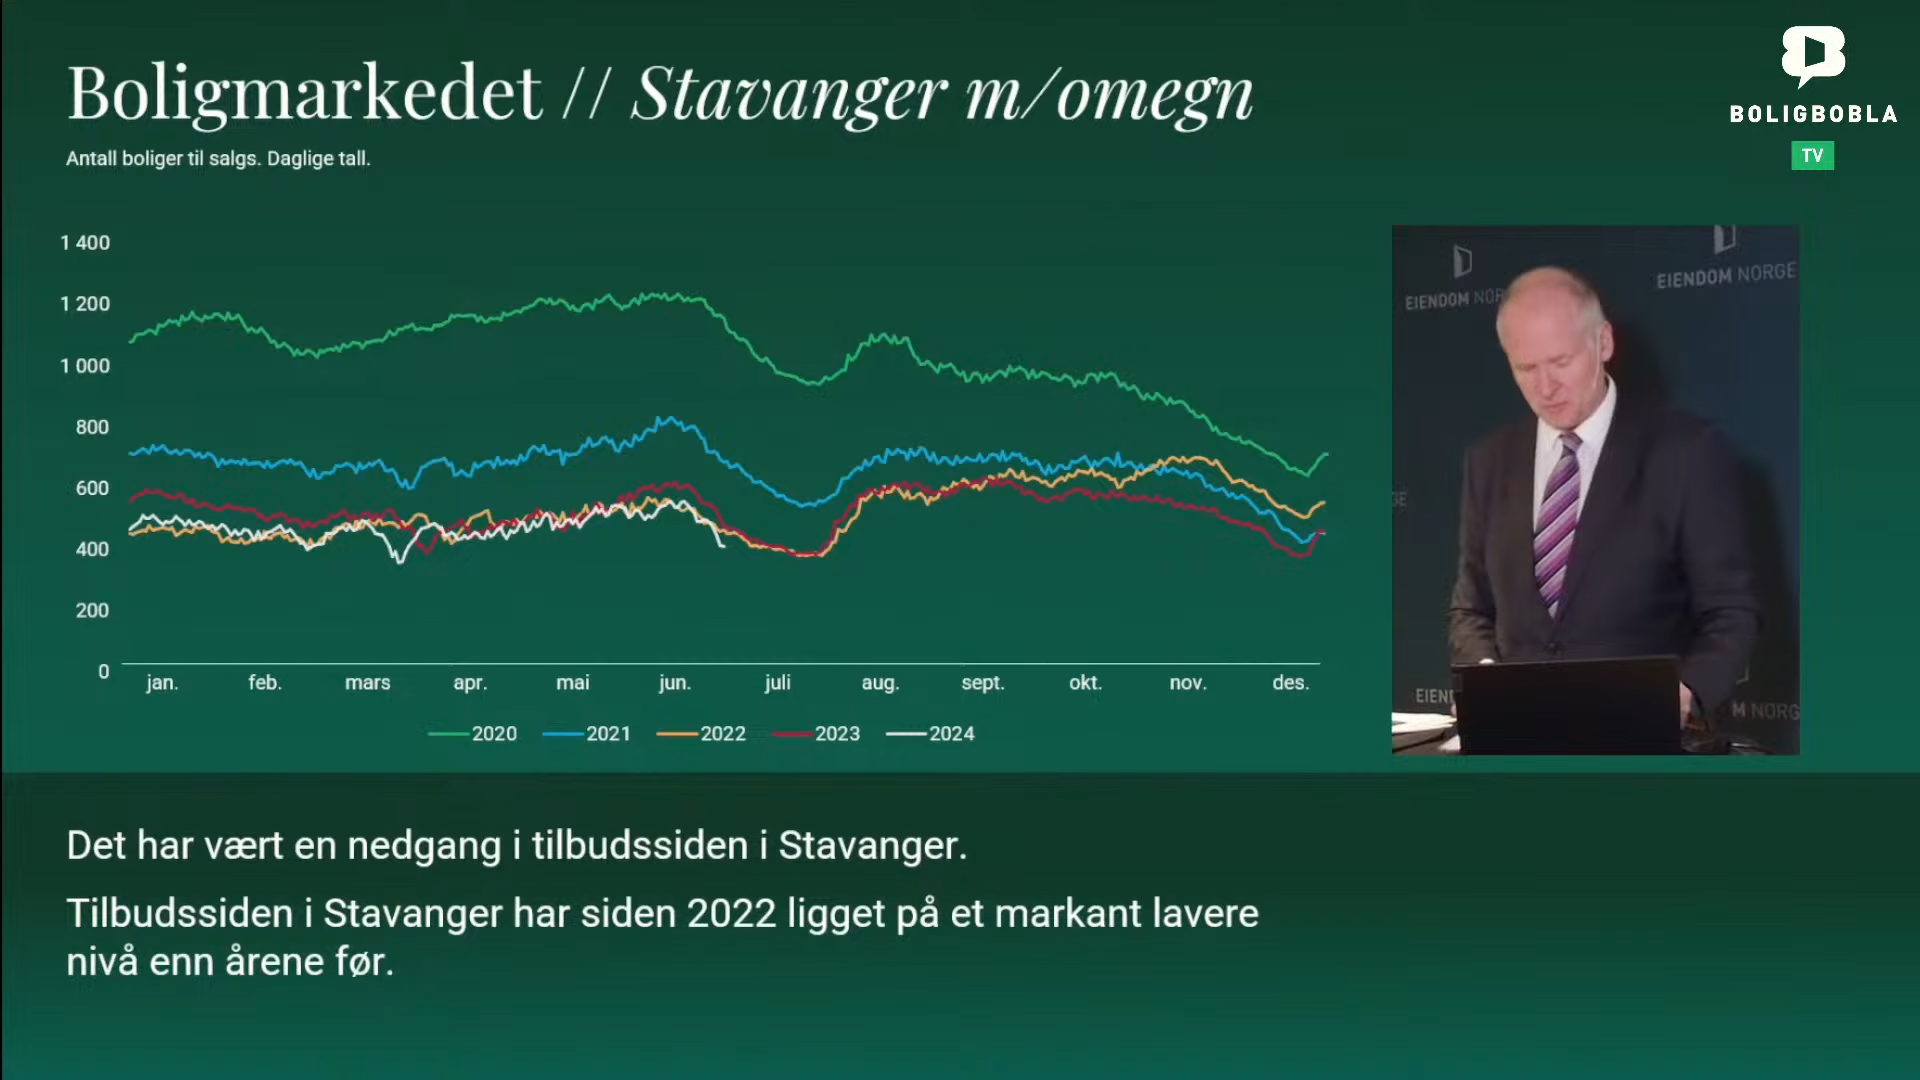 Boligmarkedet // Stavanger m/omegn
Antall boliger til salgs. Daglige tall.
BOLIGBOBLA
TV
1 400
1 200
1 000
800
600
400
200
0
jan. feb. mars apr. mai jun. juli aug. sept. okt. nov. des.
2020 2021 2022 2023 2024
EIENDOM NOR
EIENDOM NORGE
GE
EIEN
M NORG
Det har vært en nedgang i tilbudssiden i Stavanger.
Tilbudssiden i Stavanger har siden 2022 ligget på et markant lavere
nivå enn årene før.